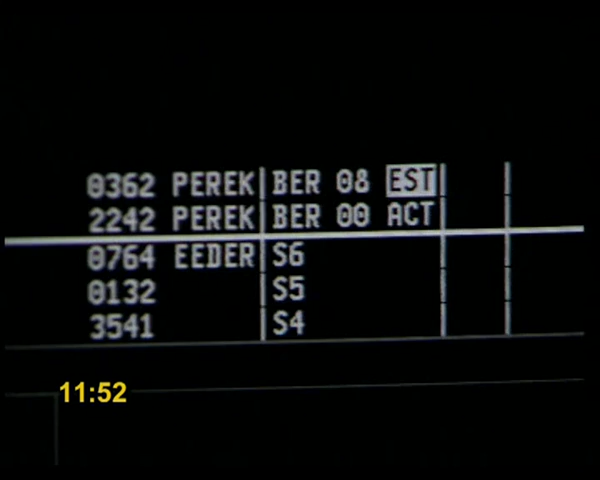 0362 PEREK BER 08 EST
2242 PEREK BER 00 ACT
0764 EEDER S6
0132 S5
3541 S4
11:52